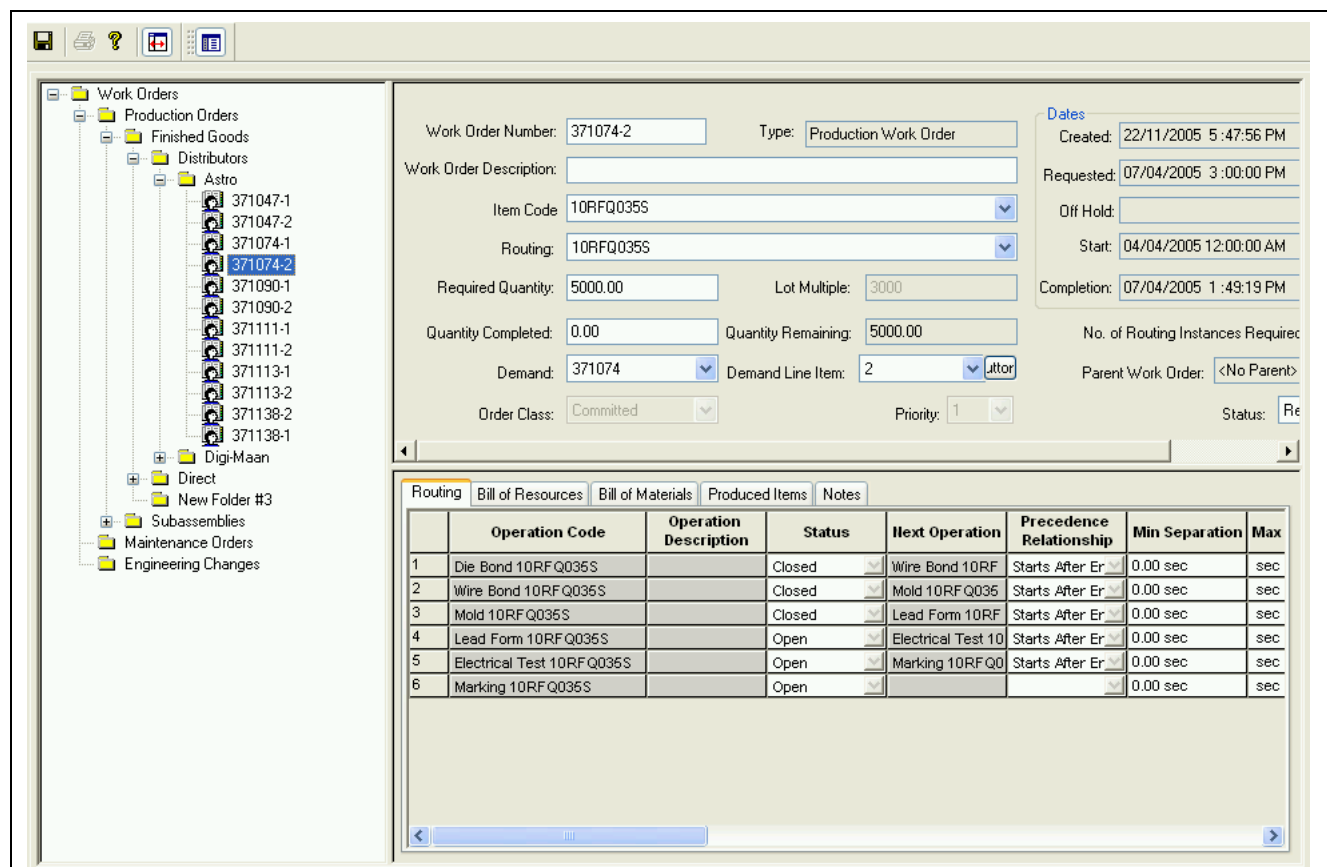 Work Orders
Production Orders
Finished Goods
Distributors
Astro
371047-1
371047-2
371074-1
371074-2
371090-1
371090-2
371111-1
371111-2
371113-1
371113-2
371138-2
371138-1
Digi-Maan
Direct
New Folder #3
Subassemblies
Maintenance Orders
Engineering Changes
Work Order Number: 371074-2 Type: Production Work Order
Work Order Description:
Item Code 10RFQ035S
Routing: 10RFQ035S
Required Quantity: 5000.00 Lot Multiple: 3000
Quantity Completed: 0.00 Quantity Remaining: 5000.00
Demand: 371074 Demand Line Item: 2 uttor
Order Class: Committed Priority: 1
Dates
Created: 22/11/2005 5:47:56 PM
Requested: 07/04/2005 3:00:00 PM
Off Hold:
Start: 04/04/2005 12:00:00 AM
Completion: 07/04/2005 1:49:19 PM
No. of Routing Instances Required
Parent Work Order: <No Parent>
Status: Re
Routing Bill of Resources Bill of Materials Produced Items Notes
Operation Code Operation Description Status Next Operation Precedence Relationship Min Separation Max
1 Die Bond 10RFQ035S Closed Wire Bond 10RF Starts After Er 0.00 sec sec
2 Wire Bond 10RFQ035S Closed Mold 10RFQ035 Starts After Er 0.00 sec sec
3 Mold 10RFQ035S Closed Lead Form 10RF Starts After Er 0.00 sec sec
4 Lead Form 10RFQ035S Open Electrical Test 10 Starts After Er 0.00 sec sec
5 Electrical Test 10RFQ035S Open Marking 10RFQ0 Starts After Er 0.00 sec sec
6 Marking 10RFQ035S Open 0.00 sec sec